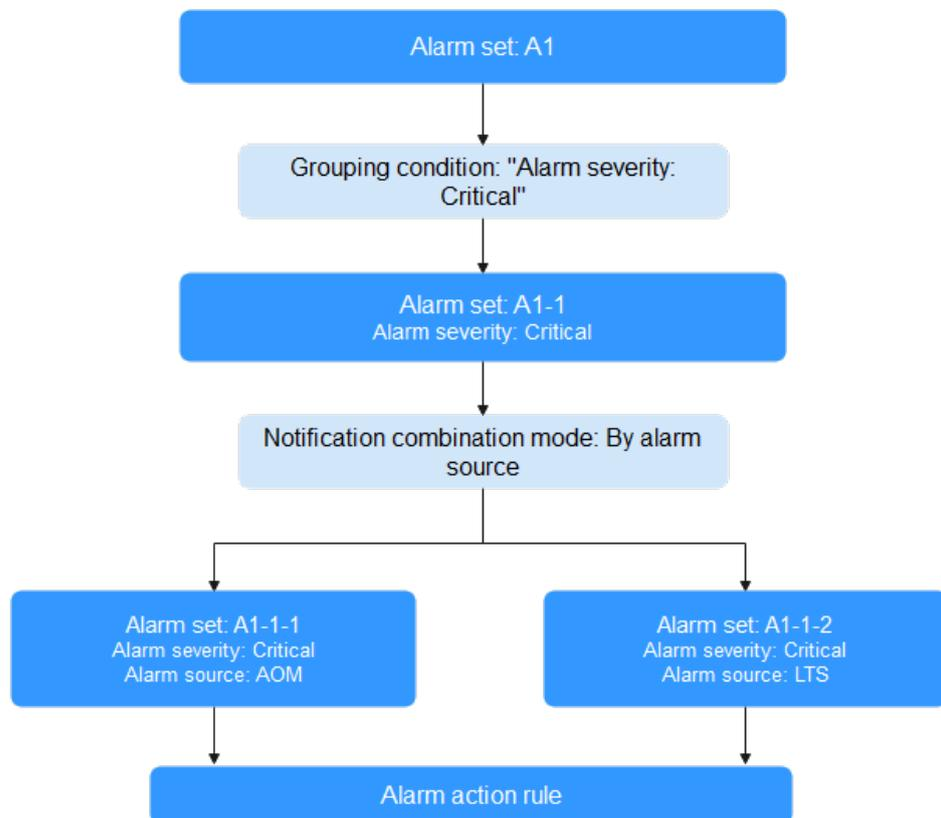 Alarm set: A1
Grouping condition: "Alarm severity:
Critical"
Alarm set: A1-1
Alarm severity: Critical
Notification combination mode: By alarm
source
Alarm set: A1-1-1
Alarm severity: Critical
Alarm source: AOM
Alarm set: A1-1-2
Alarm severity: Critical
Alarm source: LTS
Alarm action rule